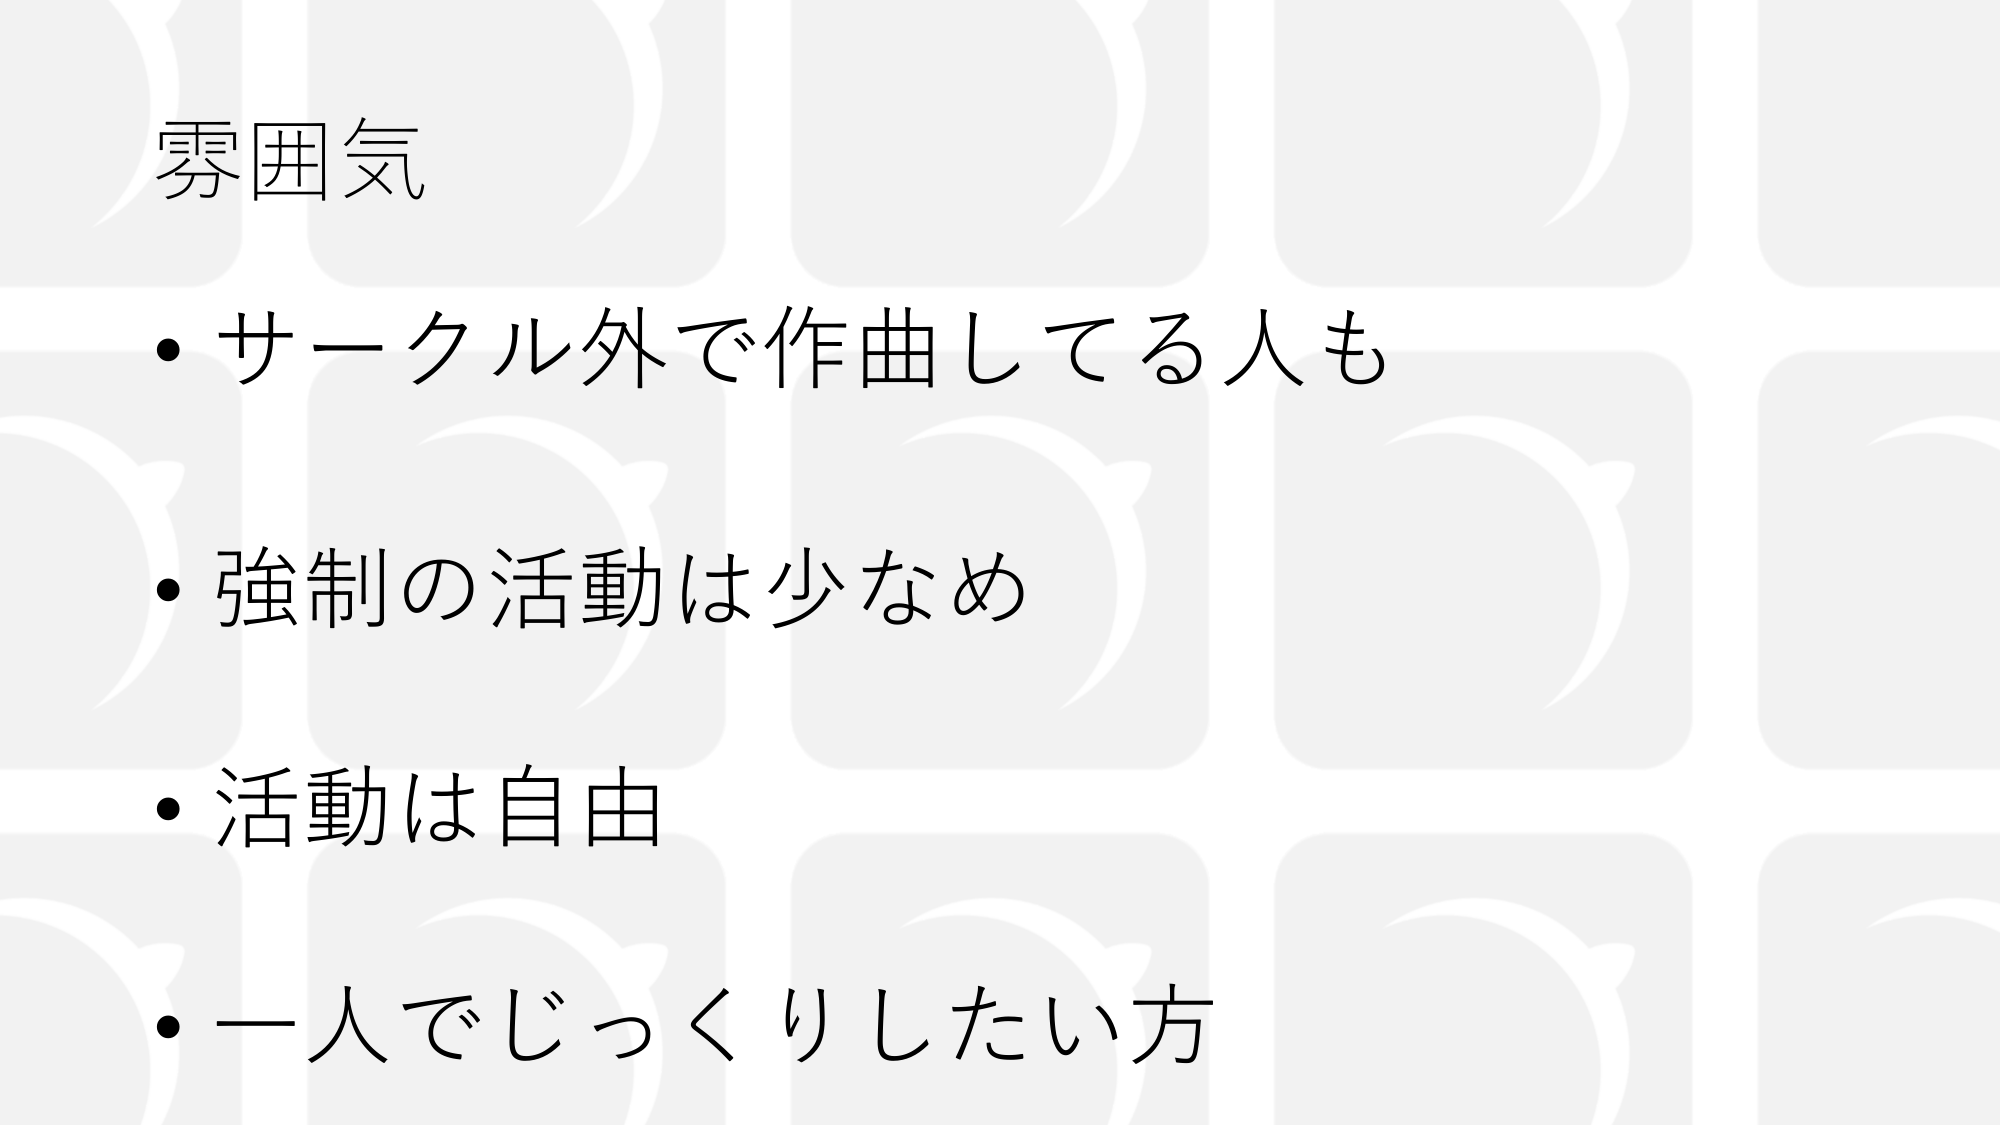 雰囲気
• サークル外で作曲してる人も
• 強制の活動は少なめ
• 活動は自由
• 一人でじっくりしたい方